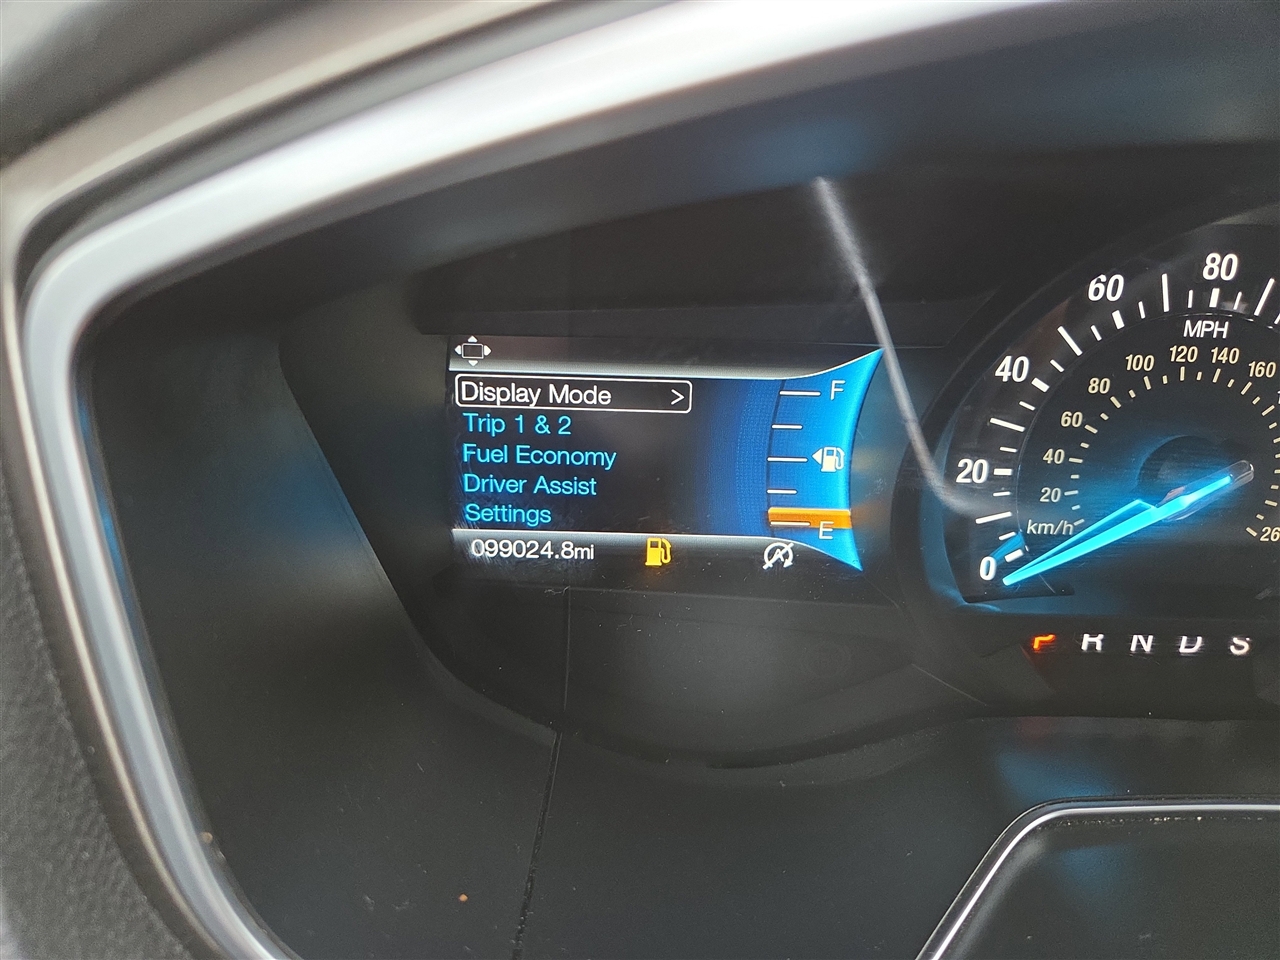 Display Mode >
Trip 1 & 2
Fuel Economy
Driver Assist
Settings
099024.8mi
F
E
0 20 40 60 80
MPH
20 40 60 80 100 120 140 160
km/h
26
P R N D S